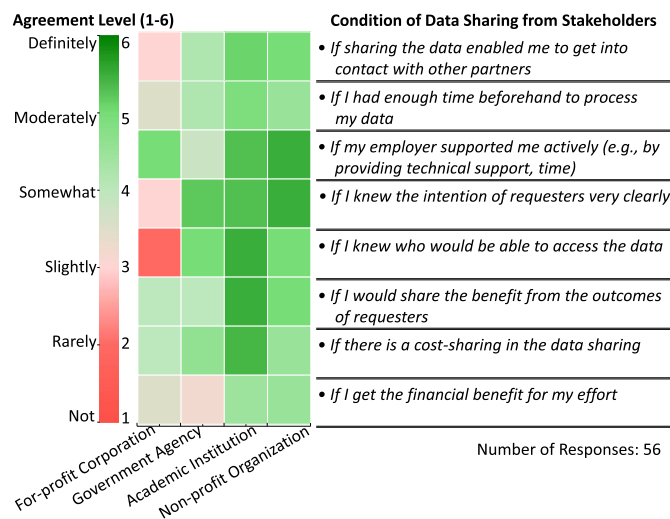 Agreement Level (1-6)
Condition of Data Sharing from Stakeholders
Definitely
Moderately
Somewhat
Slightly
Rarely
Not
6
5
4
3
2
1
• If sharing the data enabled me to get into
contact with other partners
• If I had enough time beforehand to process
my data
• If my employer supported me actively (e.g., by
providing technical support, time)
• If I knew the intention of requesters very clearly
• If I knew who would be able to access the data
• If I would share the benefit from the outcomes
of requesters
• If there is a cost-sharing in the data sharing
• If I get the financial benefit for my effort
For-profit Corporation
Government Agency
Academic Institution
Non-profit Organization
Number of Responses: 56